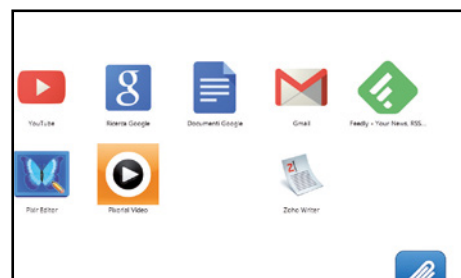 YouTube
Ricerca Google
Documenti Google
Gmail
Feedly - Your News, RSS...
Pixlr Editor
Pixorial Video
Zoho Writer